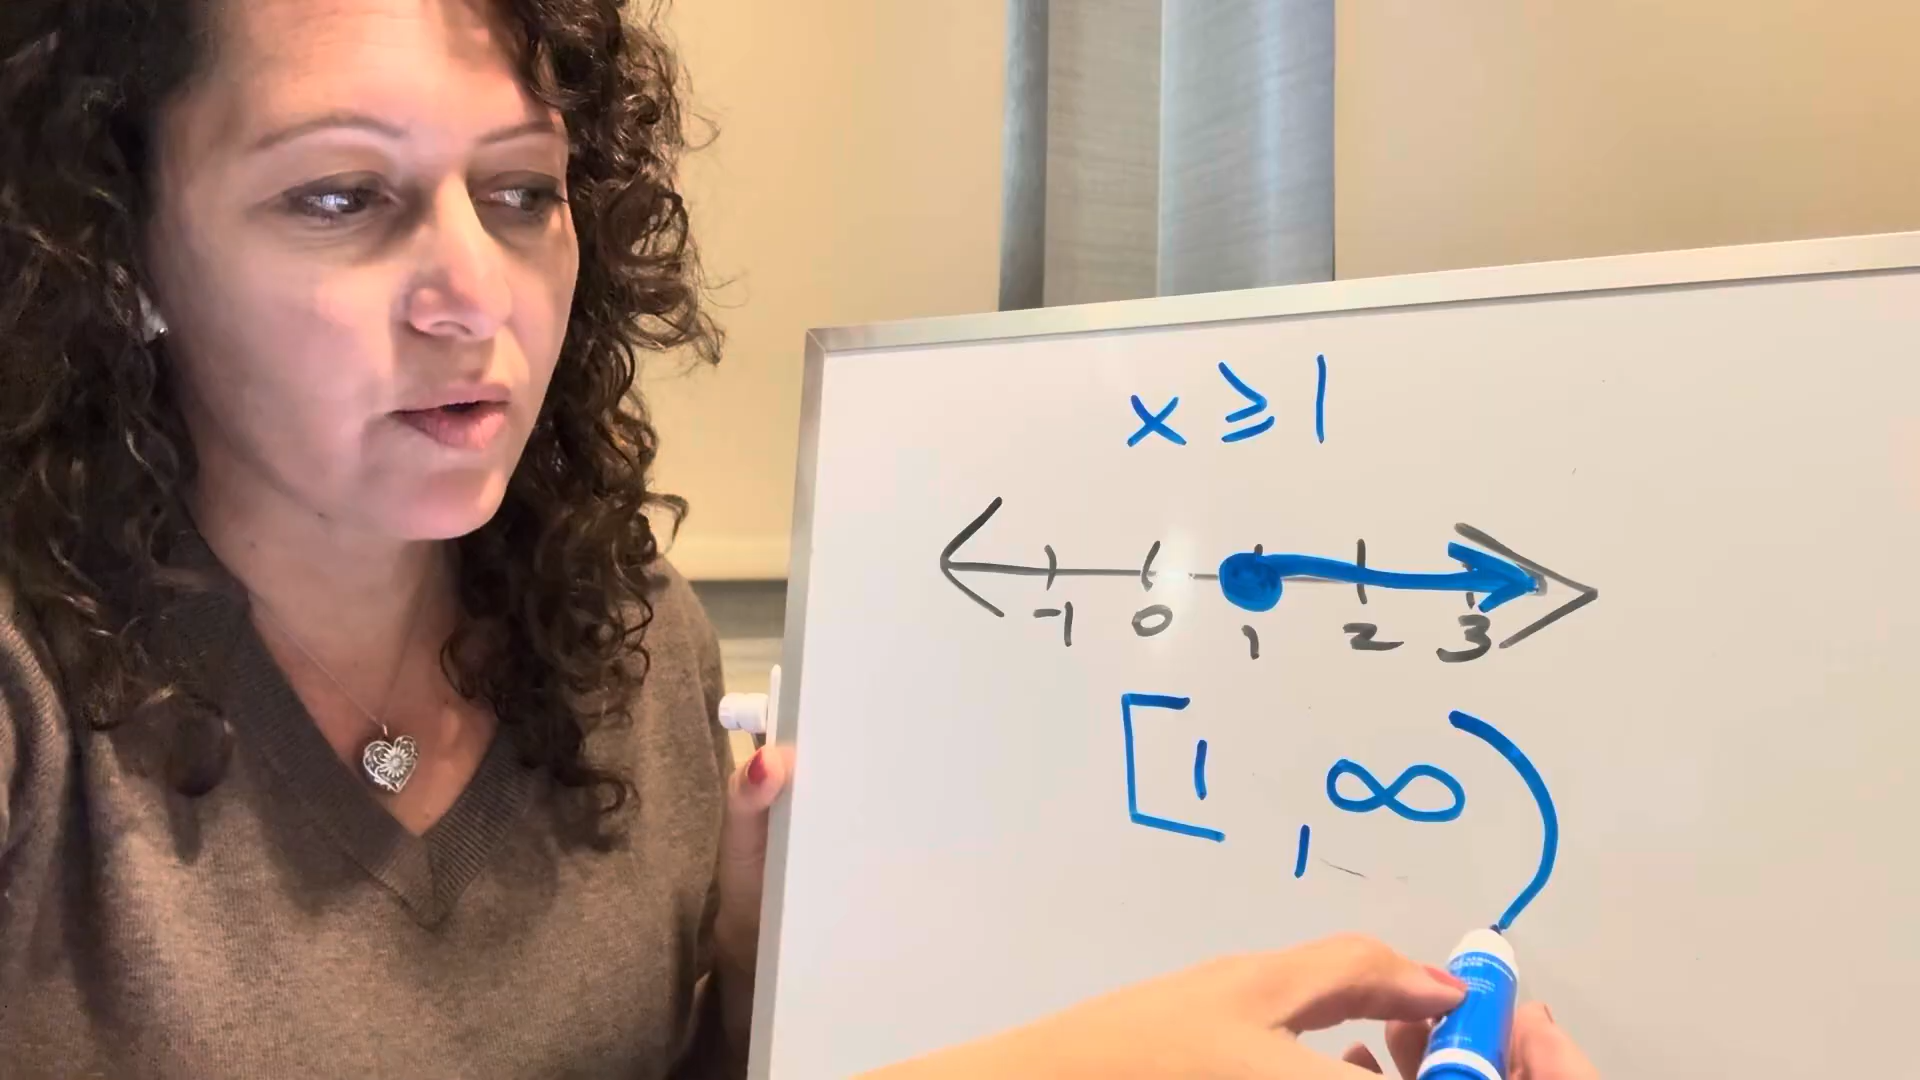 x ≥ 1
-1 0 1 2 3
[1, ∞)